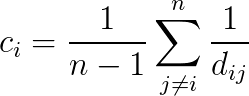 $c_i = \frac{1}{n-1} \sum_{j \neq i}^{n} \frac{1}{d_{ij}}$